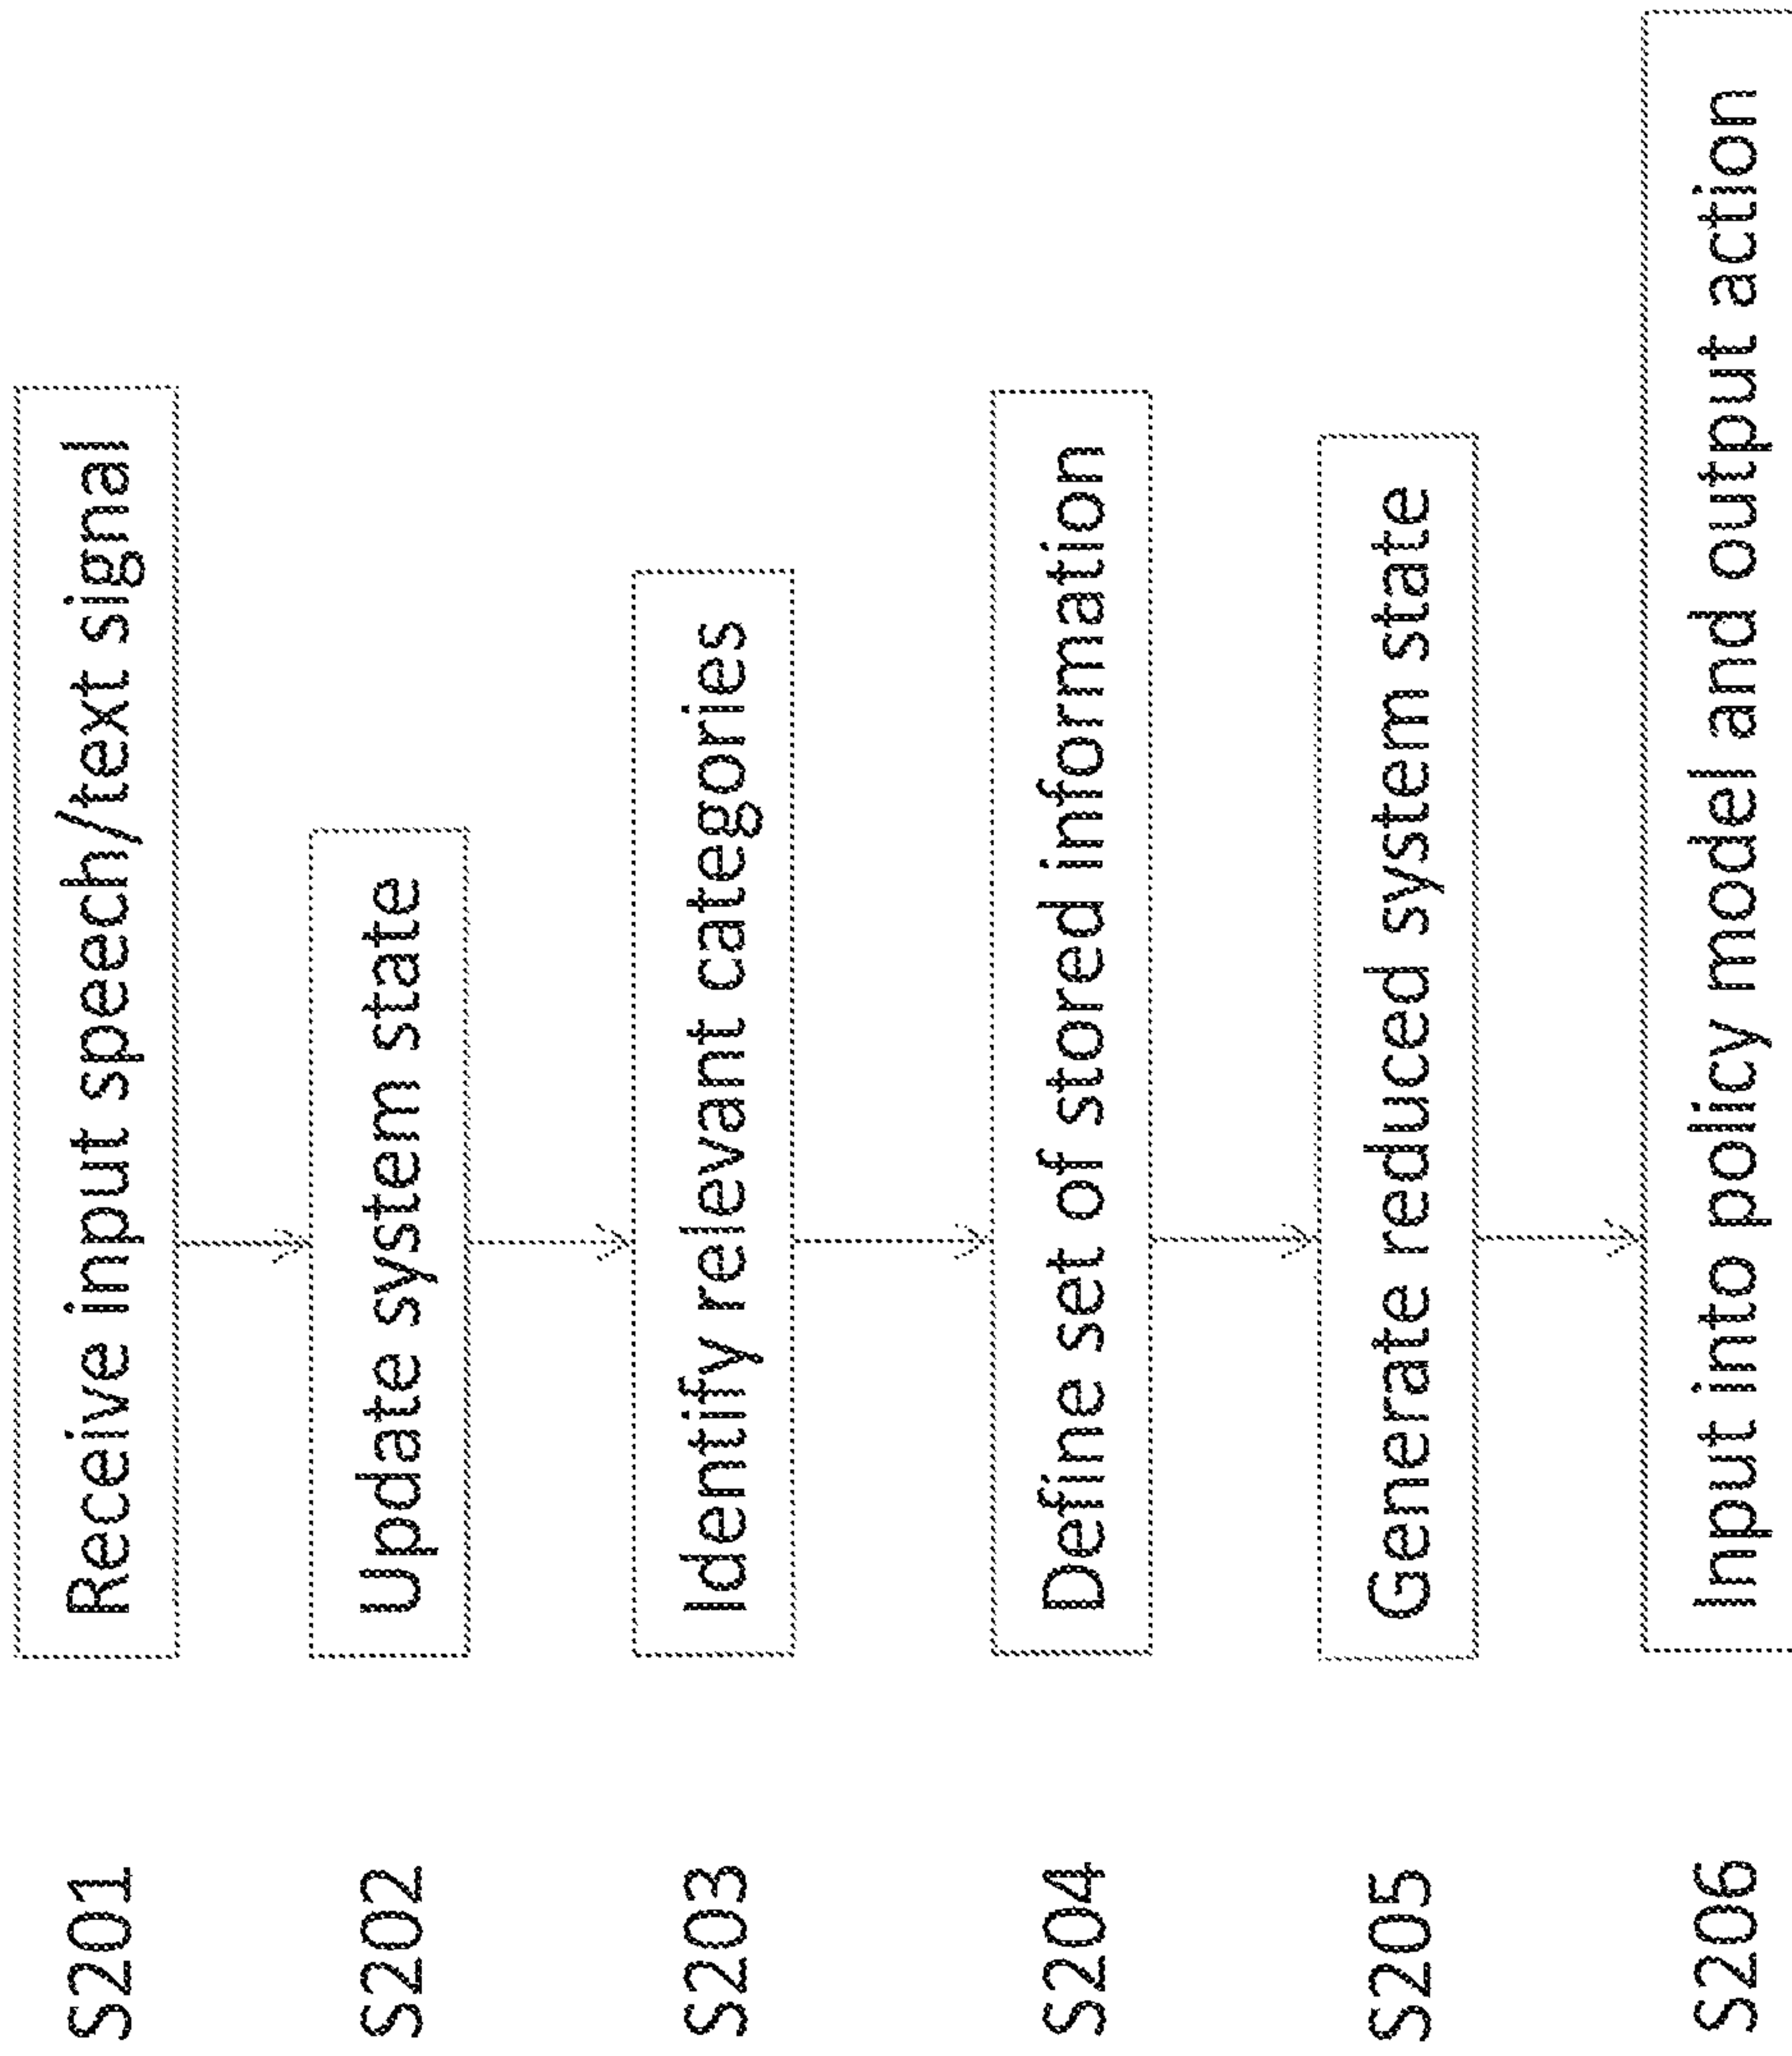 S201 Receive input speech/text signal
S202 Update system state
S203 Identify relevant categories
S204 Define set of stored information
S205 Generate reduced system state
S206 Input into policy model and output action